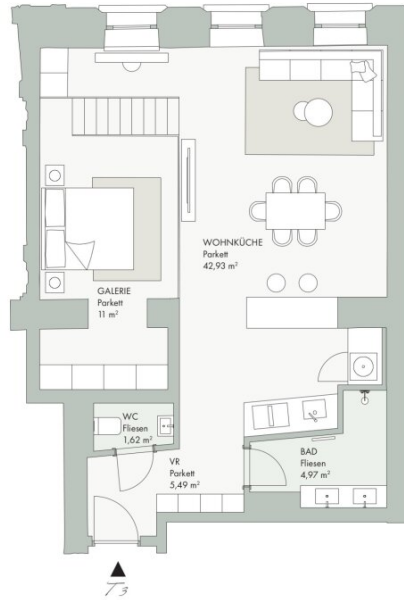 WOHNKÜCHE
Parkett
42,93 m²
GALERIE
Parkett
11 m²
WC
Fliesen
1,62 m²
VR
Parkett
5,49 m²
BAD
Fliesen
4,97 m²
T3